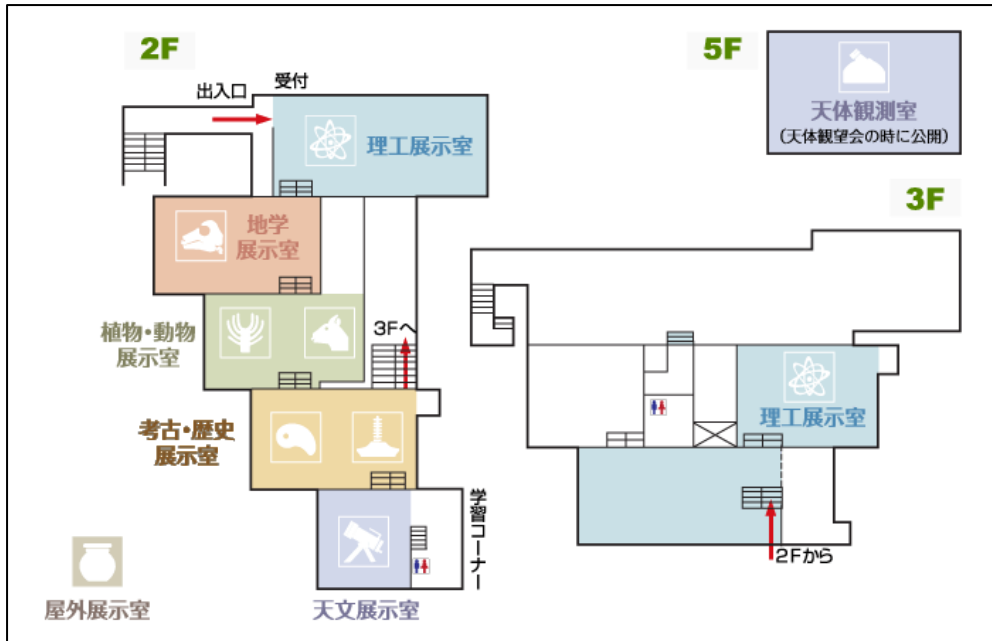 2F
出入口
受付
理工展示室
地学
展示室
植物・動物
展示室
3Fへ
考古・歴史
展示室
学習コーナー
天文展示室
屋外展示室
5F
天体観測室
(天体観望会の時に公開)
3F
理工展示室
2Fから